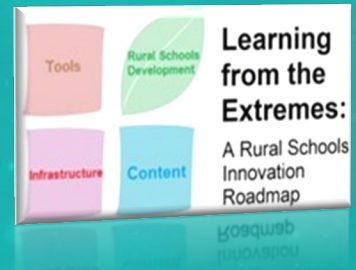 Tools
Rural Schools
Development
Infrastructure
Content
Learning
from the
Extremes:
A Rural Schools
Innovation
Roadmap